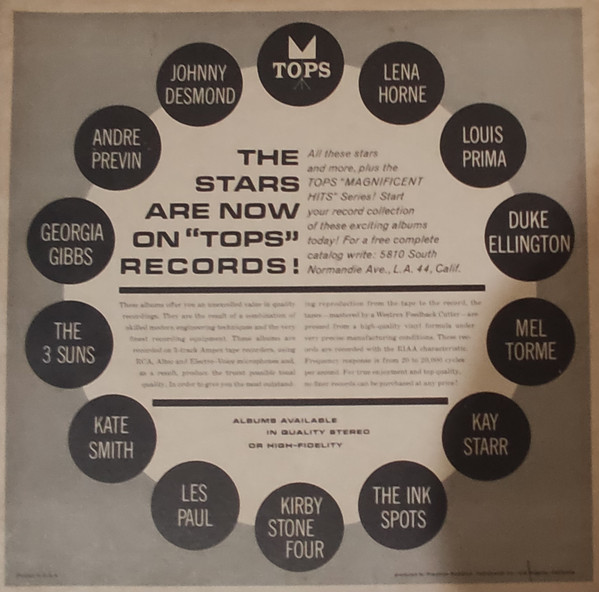 TOPS
JOHNNY
DESMOND
LENA
HORNE
ANDRE
PREVIN
LOUIS
PRIMA
GEORGIA
GIBBS
DUKE
ELLINGTON
THE
3 SUNS
MEL
TORME
KATE
SMITH
KAY
STARR
LES
PAUL
KIRBY
STONE
FOUR
THE INK
SPOTS
THE
STARS
ARE NOW
ON "TOPS"
RECORDS!
All these stars
and more, plus the
TOPS "MAGNIFICENT
HITS" Series! Start
your record collection
of these exciting albums
today! For a free complete
catalog write: 5810 South
Normandie Ave., L.A. 44, Calif.
These albums offer you an unexcelled value in quality
recordings. They are the result of a combination of
skilled modern engineering techniques and the very
finest recording equipment. These albums are
recorded on 3-track Ampex tape recorders, using
RCA, Altec and Electro-Voice microphones and,
as a result, produce the truest possible tonal
quality. In order to give you the most outstand-
ing reproduction from the tape to the record, the
tapes – mastered by a Westrex Feedback Cutter – are
pressed from a high-quality vinyl formula under
very precise manufacturing conditions. These rec-
ords are recorded with the RIAA characteristic.
Frequency response is from 20 to 20,000 cycles
per second. For true enjoyment and top quality,
no finer records can be purchased at any price!
ALBUMS AVAILABLE
IN QUALITY STEREO
OR HIGH-FIDELITY
Printed in U.S.A.